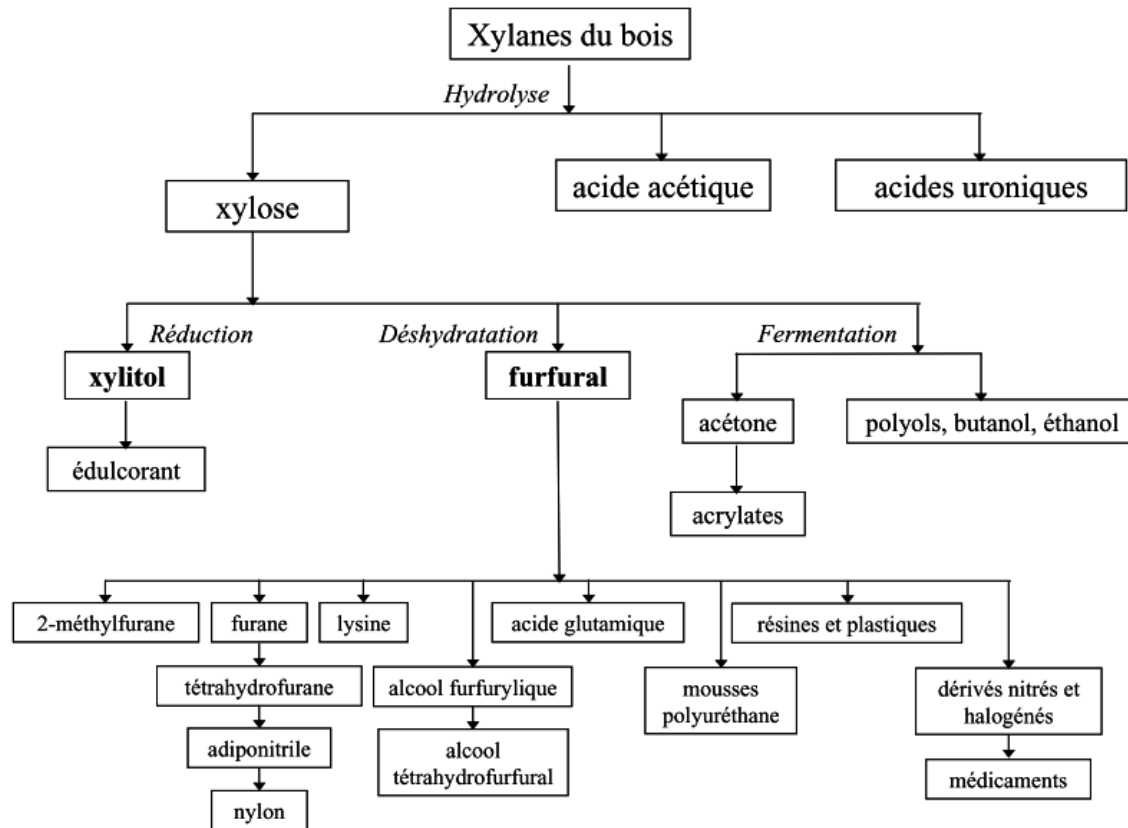 Xylanes du bois
Hydrolyse
xylose
acide acétique
acides uroniques
Réduction
Déshydratation
Fermentation
xylitol
furfural
acétone
polyols, butanol, éthanol
édulcorant
acrylates
2-méthylfurane
furane
lysine
acide glutamique
résines et plastiques
tétrahydrofurane
alcool furfurylique
mousses
polyuréthane
dérivés nitrés et
halogénés
adiponitrile
alcool
tétrahydrofurfural
médicaments
nylon